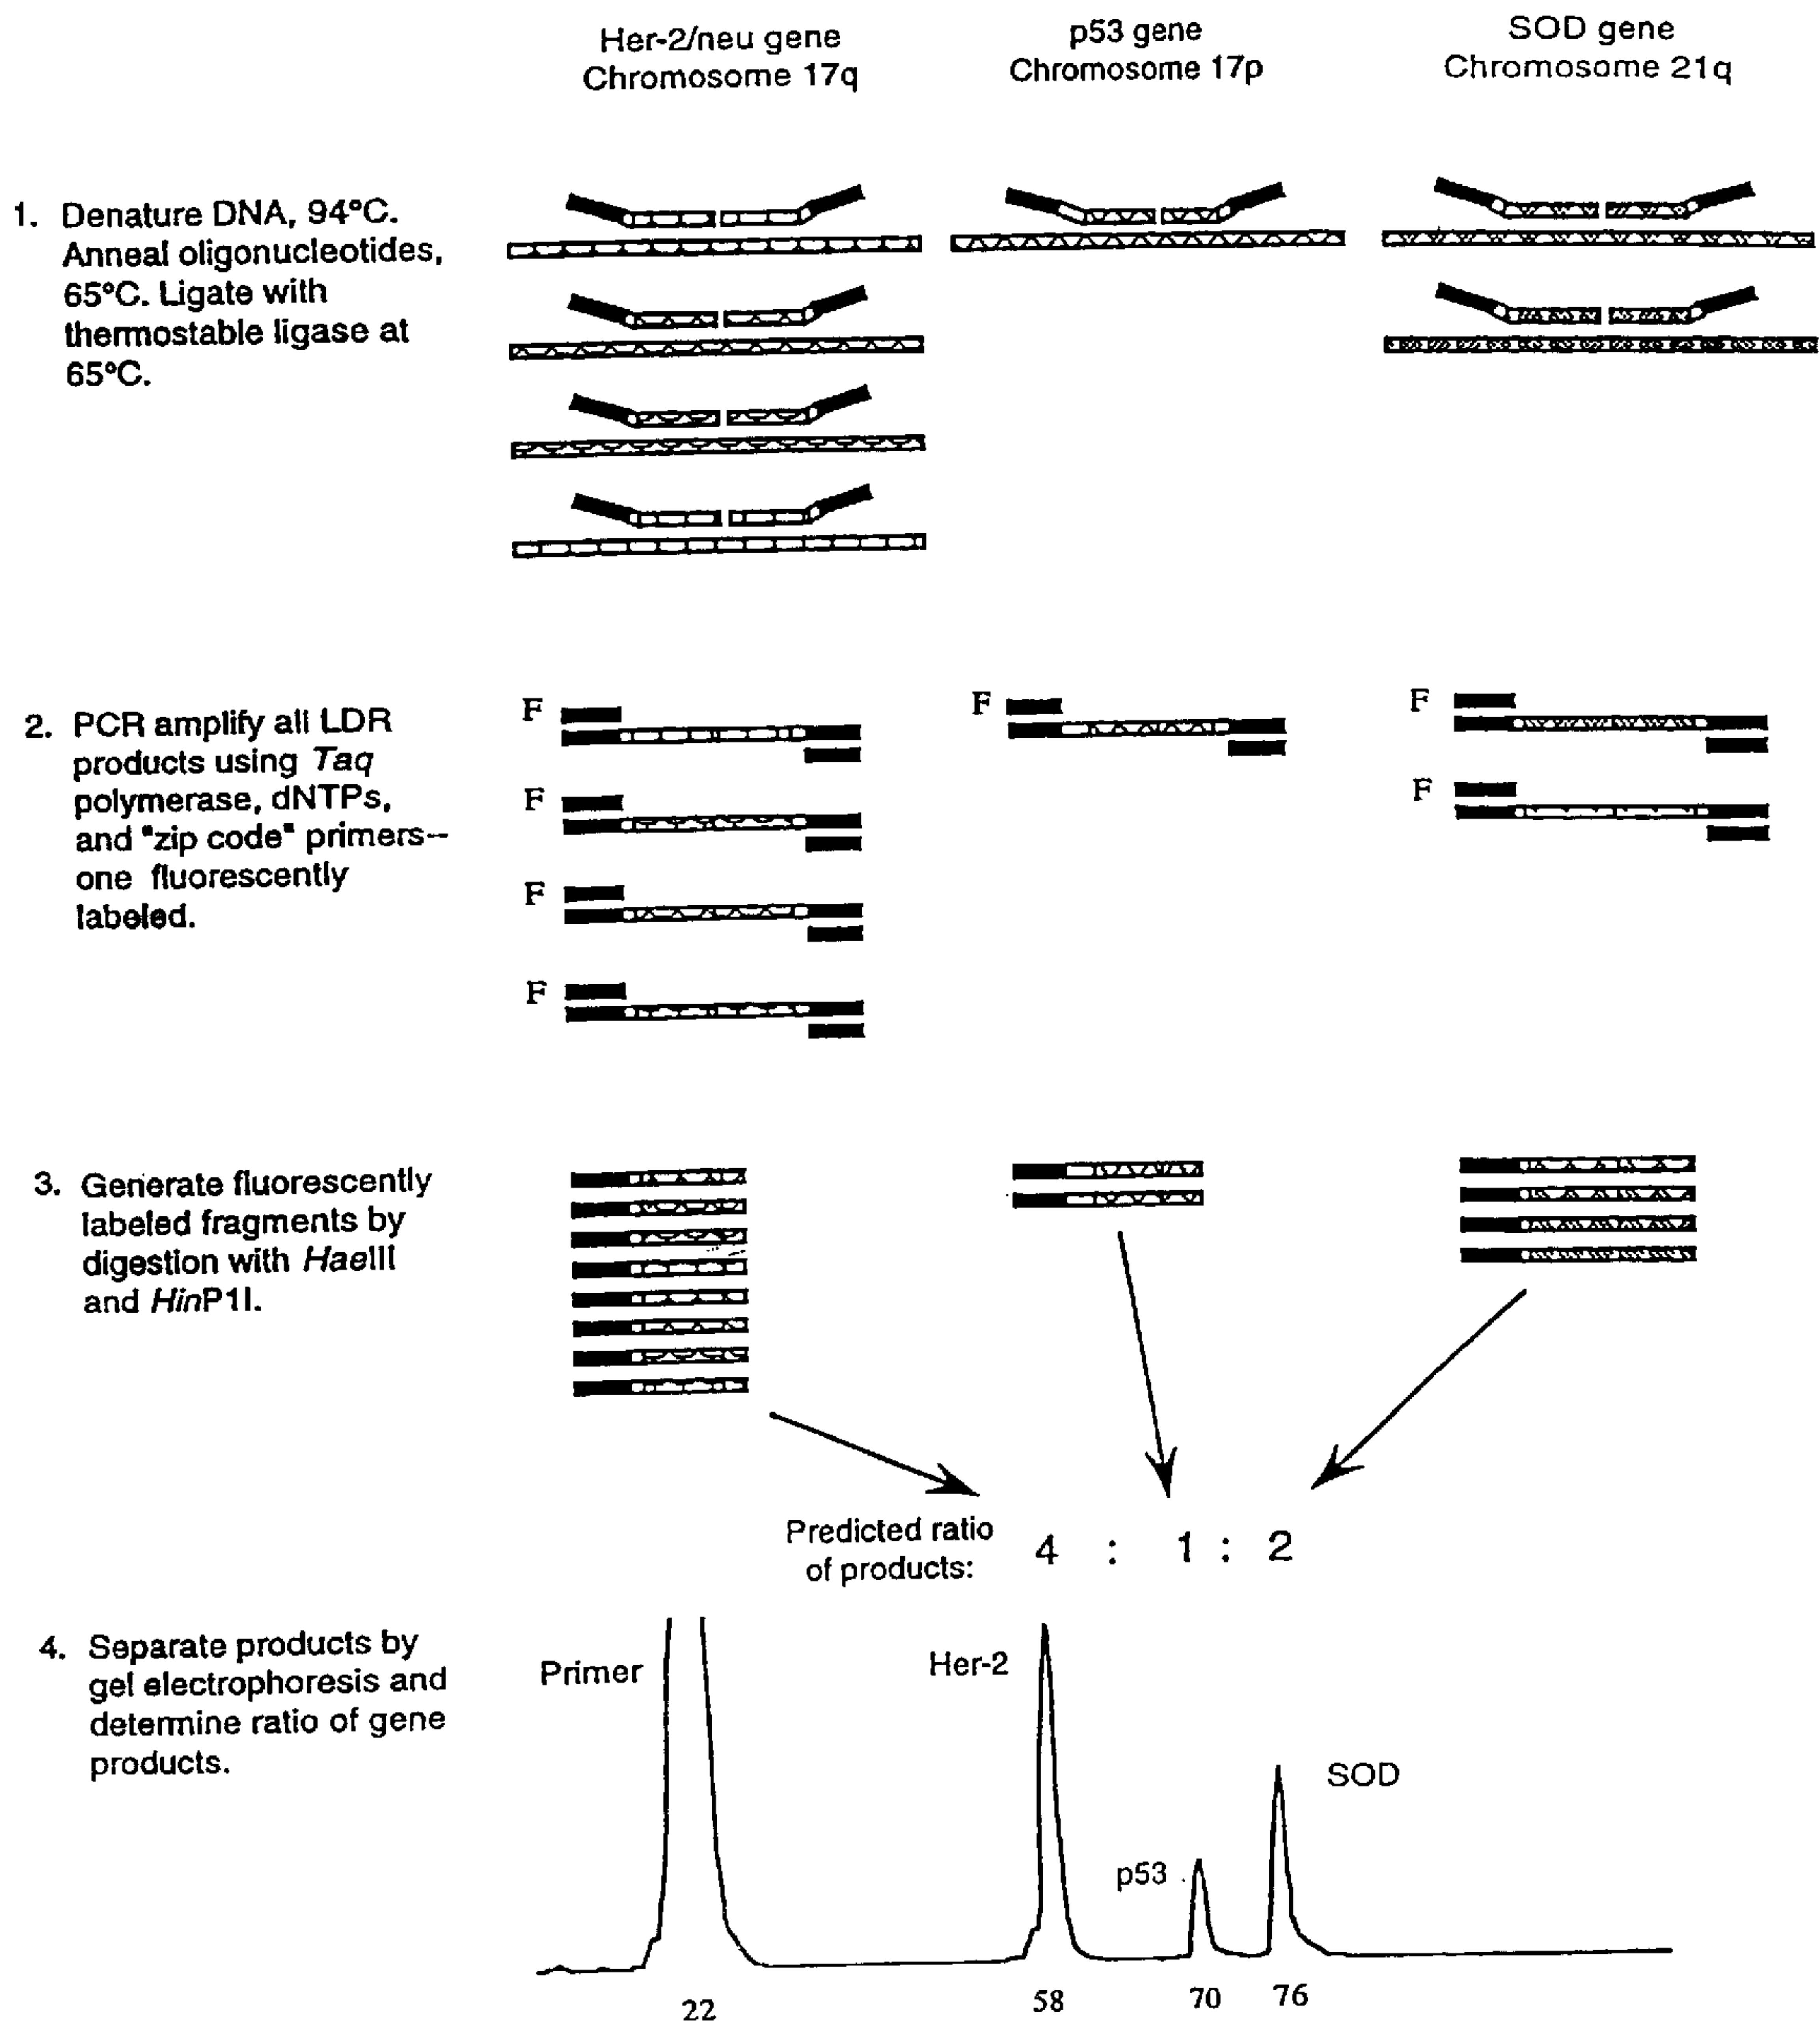 Her-2/neu gene
Chromosome 17q
p53 gene
Chromosome 17p
SOD gene
Chromosome 21q
1. Denature DNA, 94°C.
Anneal oligonucleotides,
65°C. Ligate with
thermostable ligase at
65°C.
2. PCR amplify all LDR
products using Taq
polymerase, dNTPs,
and "zip code" primers--
one fluorescently
labeled.
F
F
F
F
F
F
F
3. Generate fluorescently
labeled fragments by
digestion with HaeIII
and HinP1I.
Predicted ratio
of products:
4 : 1 : 2
4. Separate products by
gel electrophoresis and
determine ratio of gene
products.
Primer
Her-2
p53
SOD
22
58
70
76